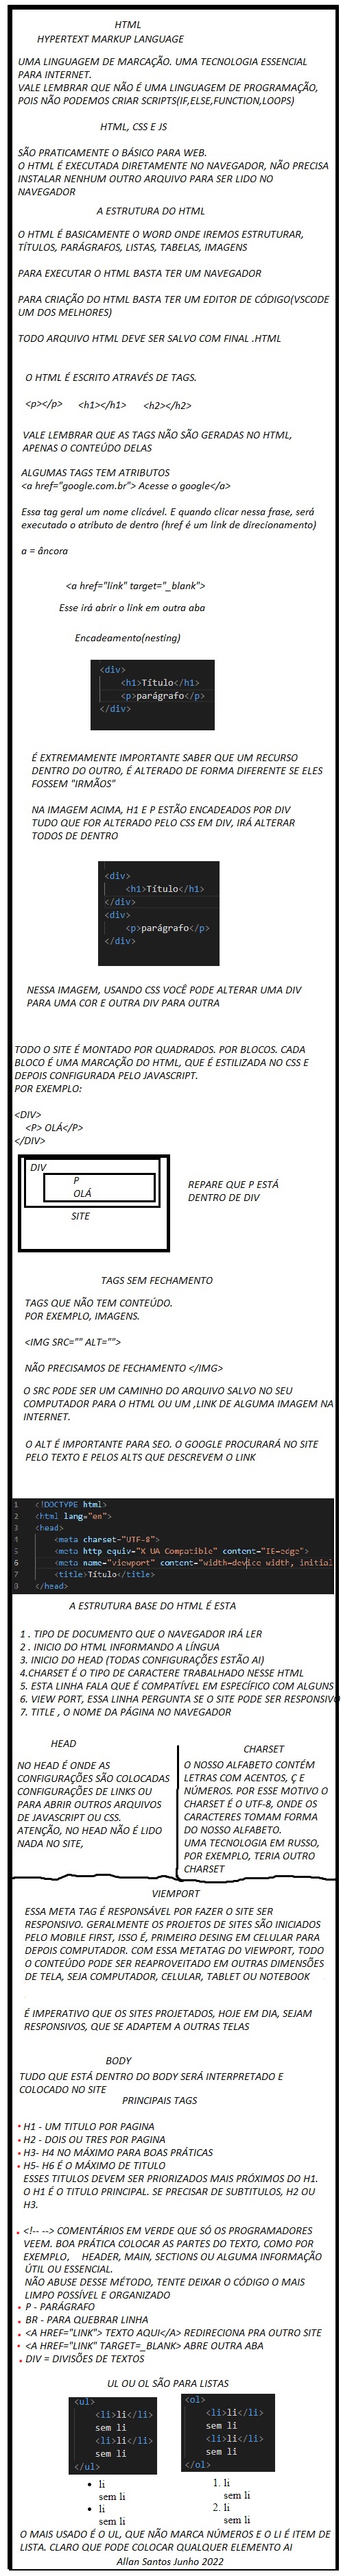 HTML
HYPERTEXT MARKUP LANGUAGE
UMA LINGUAGEM DE MARCAÇÃO. UMA TECNOLOGIA ESSENCIAL
PARA INTERNET.
VALE LEMBRAR QUE NÃO É UMA LINGUAGEM DE PROGRAMAÇÃO,
POIS NÃO PODEMOS CRIAR SCRIPTS(IF,ELSE,FUNCTION,LOOPS)
HTML, CSS E JS
SÃO PRATICAMENTE O BÁSICO PARA WEB.
O HTML É EXECUTADA DIRETAMENTE NO NAVEGADOR, NÃO PRECISA
INSTALAR NENHUM OUTRO ARQUIVO PARA SER LIDO NO
NAVEGADOR
A ESTRUTURA DO HTML
O HTML É BASICAMENTE O WORD ONDE IREMOS ESTRUTURAR,
TÍTULOS, PARÁGRAFOS, LISTAS, TABELAS, IMAGENS
PARA EXECUTAR O HTML BASTA TER UM NAVEGADOR
PARA CRIAÇÃO DO HTML BASTA TER UM EDITOR DE CÓDIGO(VSCODE
UM DOS MELHORES)
TODO ARQUIVO HTML DEVE SER SALVO COM FINAL .HTML
O HTML É ESCRITO ATRAVÉS DE TAGS.
<p></p> <h1></h1> <h2></h2>
VALE LEMBRAR QUE AS TAGS NÃO SÃO GERADAS NO HTML,
APENAS O CONTEÚDO DELAS
ALGUMAS TAGS TEM ATRIBUTOS
<a href="google.com.br"> Acesse o google</a>
Essa tag geral um nome clicável. E quando clicar nessa frase, será
executado o atributo de dentro (href é um link de direcionamento)
a = âncora
<a href="link" target="_blank">
Esse irá abrir o link em outra aba
Encadeamento(nesting)
<div>
<h1>Título</h1>
<p>parágrafo</p>
</div>
É EXTREMAMENTE IMPORTANTE SABER QUE UM RECURSO
DENTRO DO OUTRO, É ALTERADO DE FORMA DIFERENTE SE ELES
FOSSEM "IRMÃOS"
NA IMAGEM ACIMA, H1 E P ESTÃO ENCADEADOS POR DIV
TUDO QUE FOR ALTERADO PELO CSS EM DIV, IRÁ ALTERAR
TODOS DE DENTRO
<div>
<h1>Título</h1>
</div>
<div>
<p>parágrafo</p>
</div>
NESSA IMAGEM, USANDO CSS VOCÊ PODE ALTERAR UMA DIV
PARA UMA COR E OUTRA DIV PARA OUTRA
TODO O SITE É MONTADO POR QUADRADOS. POR BLOCOS. CADA
BLOCO É UMA MARCAÇÃO DO HTML, QUE É ESTILIZADA NO CSS E
DEPOIS CONFIGURADA PELO JAVASCRIPT.
POR EXEMPLO:
<DIV>
<P> OLÁ</P>
</DIV>
DIV
P
OLÁ
SITE
REPARE QUE P ESTÁ
DENTRO DE DIV
TAGS SEM FECHAMENTO
TAGS QUE NÃO TEM CONTEÚDO.
POR EXEMPLO, IMAGENS.
<IMG SRC="" ALT="">
NÃO PRECISAMOS DE FECHAMENTO </IMG>
O SRC PODE SER UM CAMINHO DO ARQUIVO SALVO NO SEU
COMPUTADOR PARA O HTML OU UM ,LINK DE ALGUMA IMAGEM NA
INTERNET.
O ALT É IMPORTANTE PARA SEO. O GOOGLE PROCURARÁ NO SITE
PELO TEXTO E PELOS ALTS QUE DESCREVEM O LINK
1 <!DOCTYPE html>
2 <html lang="en">
3 <head>
4 <meta charset="UTF-8">
5 <meta http-equiv="X-UA-Compatible" content="IE=edge">
6 <meta name="viewport" content="width=device-width, initial
7 <title>Título</title>
8 </head>
A ESTRUTURA BASE DO HTML É ESTA
1 . TIPO DE DOCUMENTO QUE O NAVEGADOR IRÁ LER
2 . INICIO DO HTML INFORMANDO A LÍNGUA
3. INICIO DO HEAD (TODAS CONFIGURAÇÕES ESTÃO AI)
4.CHARSET É O TIPO DE CARACTERE TRABALHADO NESSE HTML
5. ESTA LINHA FALA QUE É COMPATÍVEL EM ESPECÍFICO COM ALGUNS
6. VIEW PORT, ESSA LINHA PERGUNTA SE O SITE PODE SER RESPONSIVO
7. TITLE , O NOME DA PÁGINA NO NAVEGADOR
HEAD
NO HEAD É ONDE AS
CONFIGURAÇÕES SÃO COLOCADAS
CONFIGURAÇÕES DE LINKS OU
PARA ABRIR OUTROS ARQUIVOS
DE JAVASCRIPT OU CSS.
ATENÇÃO, NO HEAD NÃO É LIDO
NADA NO SITE,
CHARSET
O NOSSO ALFABETO CONTÉM
LETRAS COM ACENTOS, Ç E
NÚMEROS. POR ESSE MOTIVO O
CHARSET É O UTF-8, ONDE OS
CARACTERES TOMAM FORMA
DO NOSSO ALFABETO.
UMA TECNOLOGIA EM RUSSO,
POR EXEMPLO, TERIA OUTRO
CHARSET
VIEWPORT
ESSA META TAG É RESPONSÁVEL POR FAZER O SITE SER
RESPONSIVO. GERALMENTE OS PROJETOS DE SITES SÃO INICIADOS
PELO MOBILE FIRST, ISSO É, PRIMEIRO DESING EM CELULAR PARA
DEPOIS COMPUTADOR. COM ESSA METATAG DO VIEWPORT, TODO
O CONTEÚDO PODE SER REAPROVEITADO EM OUTRAS DIMENSÕES
DE TELA, SEJA COMPUTADOR, CELULAR, TABLET OU NOTEBOOK
É IMPERATIVO QUE OS SITES PROJETADOS, HOJE EM DIA, SEJAM
RESPONSIVOS, QUE SE ADAPTEM A OUTRAS TELAS
BODY
TUDO QUE ESTÁ DENTRO DO BODY SERÁ INTERPRETADO E
COLOCADO NO SITE
PRINCIPAIS TAGS
H1 - UM TITULO POR PAGINA
H2 - DOIS OU TRES POR PAGINA
H3- H4 NO MÁXIMO PARA BOAS PRÁTICAS
H5- H6 É O MÁXIMO DE TITULO
ESSES TITULOS DEVEM SER PRIORIZADOS MAIS PRÓXIMOS DO H1.
O H1 É O TITULO PRINCIPAL. SE PRECISAR DE SUBTITULOS, H2 OU
H3.
<!-- --> COMENTÁRIOS EM VERDE QUE SÓ OS PROGRAMADORES
VEEM. BOA PRÁTICA COLOCAR AS PARTES DO TEXTO, COMO POR
EXEMPLO, HEADER, MAIN, SECTIONS OU ALGUMA INFORMAÇÃO
ÚTIL OU ESSENCIAL.
NÃO ABUSE DESSE MÉTODO, TENTE DEIXAR O CÓDIGO O MAIS
LIMPO POSSÍVEL E ORGANIZADO
P - PARÁGRAFO
BR - PARA QUEBRAR LINHA
<A HREF="LINK"> TEXTO AQUI</A> REDIRECIONA PRA OUTRO SITE
<A HREF="LINK" TARGET=_BLANK> ABRE OUTRA ABA
DIV = DIVISÕES DE TEXTOS
UL OU OL SÃO PARA LISTAS
<ul>
<li>li</li>
sem li
<li>li</li>
sem li
</ul>
<ol>
<li>li</li>
sem li
<li>li</li>
sem li
</ol>
• li
sem li
• li
sem li
1. li
sem li
2. li
sem li
O MAIS USADO É O UL, QUE NÃO MARCA NÚMEROS E O LI É ITEM DE
LISTA. CLARO QUE PODE COLOCAR QUALQUER ELEMENTO AI
Allan Santos Junho 2022